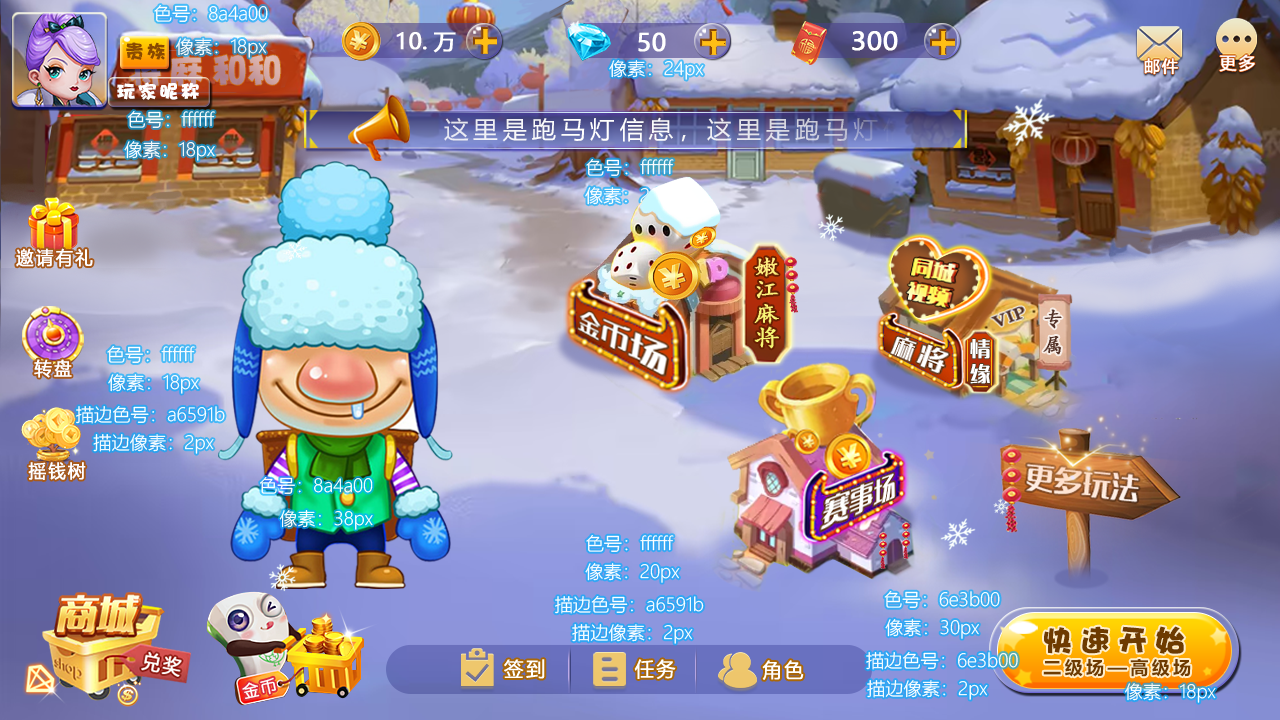 色号：8a4a00
贵族
像素：18px
麻和和
玩家昵称
色号：ffffff
像素：18px
10.万
50
300
像素：24px
邮件
更多
这里是跑马灯信息，这里是跑马灯
色号：ffffff
像素：2
邀请有礼
转盘
色号：ffffff
像素：18px
描边色号：a6591b
描边像素：2px
摇钱树
金币场
嫩江麻将
同城
视频
麻将
情缘
VIP
专属
赛事场
更多玩法
色号：8a4a00
像素：38px
色号：ffffff
像素：20px
描边色号：a6591b
描边像素：2px
色号：6e3b00
像素：30px
描边色号：6e3b00
描边像素：2px
商城
shop
兑奖
金币
签到
任务
角色
快速开始
二级场—高级场
像素：18px